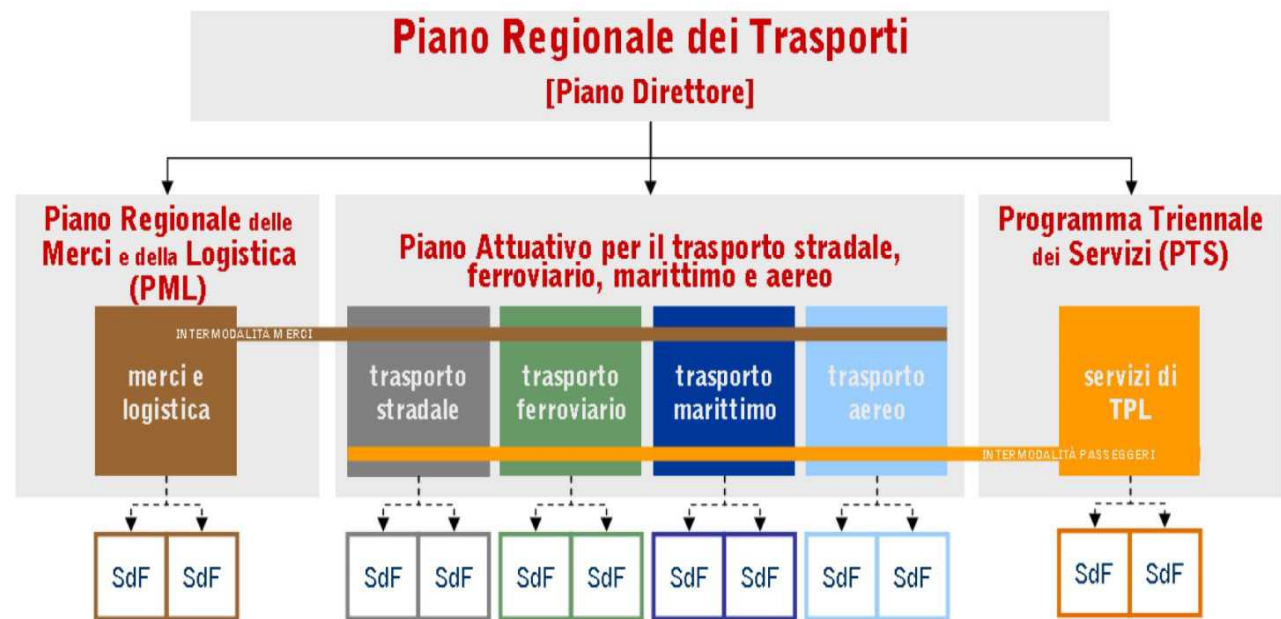 Piano Regionale dei Trasporti
[Piano Direttore]
Piano Regionale delle
Merci e della Logistica
(PML)
Piano Attuativo per il trasporto stradale,
ferroviario, marittimo e aereo
Programma Triennale
dei Servizi (PTS)
INTERMODALITÀ MERCI
merci e
logistica
trasporto
stradale
trasporto
ferroviario
trasporto
marittimo
trasporto
aereo
servizi di
TPL
INTERMODALITÀ PASSEGGERI
SdF SdF SdF SdF SdF SdF SdF SdF SdF SdF SdF SdF